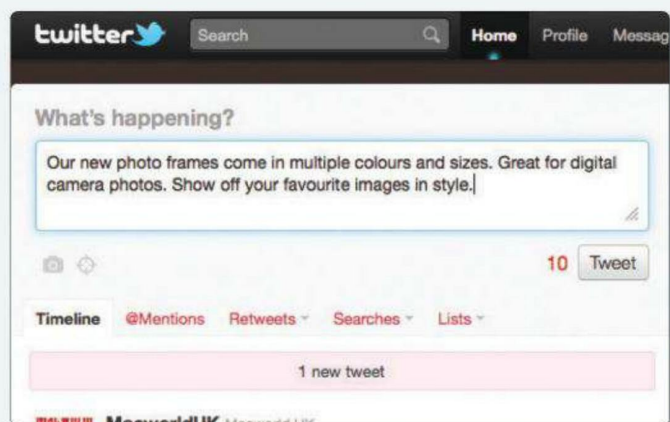 twitter Search Home Profile Messag
What's happening?
Our new photo frames come in multiple colours and sizes. Great for digital
camera photos. Show off your favourite images in style.
10 Tweet
Timeline @Mentions Retweets Searches Lists
1 new tweet
MacworldUK Macworld UK